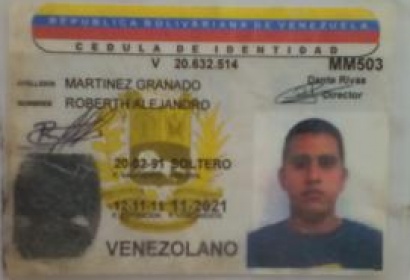 REPUBLICA BOLIVARIANA DE VENEZUELA
CEDULA DE IDENTIDAD
V 20.632.514 MM503
APELLIDOS MARTINEZ GRANADO
Dante Rivas
Director
NOMBRES ROBERTH ALEJANDRO
20-02-91 SOLTERO
12-11-11 11-2021
VENEZOLANO